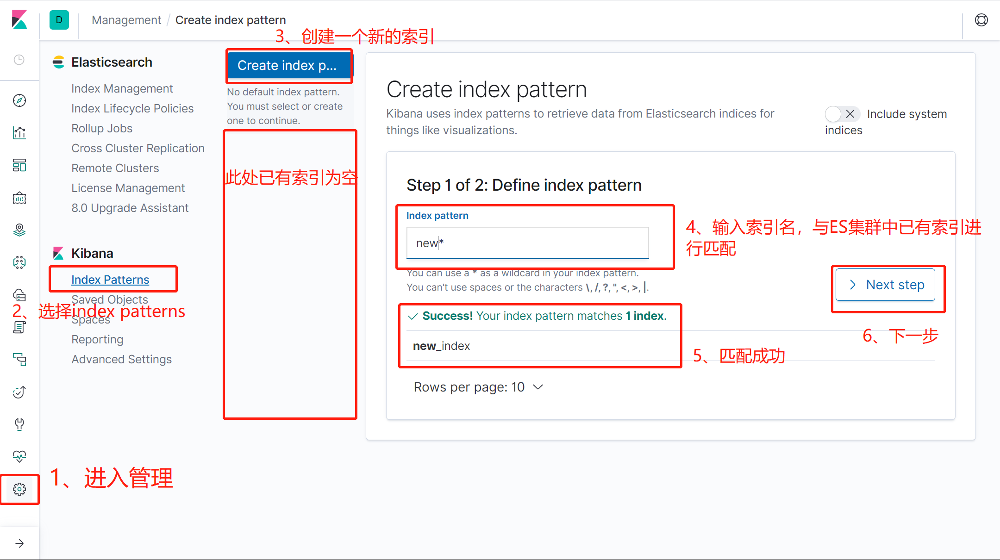 D
Management / Create index pattern
3、创建一个新的索引
Elasticsearch
Index Management
Index Lifecycle Policies
Rollup Jobs
Cross Cluster Replication
Remote Clusters
License Management
8.0 Upgrade Assistant
Kibana
Index Patterns
Saved Objects
2、选择index patterns
Spaces
Reporting
Advanced Settings
1、进入管理
Create index p...
No default index pattern.
You must select or create
one to continue.
此处已有索引为空
Create index pattern
Kibana uses index patterns to retrieve data from Elasticsearch indices for
things like visualizations.
Include system
indices
Step 1 of 2: Define index pattern
Index pattern
new*
4、输入索引名，与ES集群中已有索引进
行匹配
You can use a * as a wildcard in your index pattern.
You can't use spaces or the characters \, /, ?, ", <, >, |.
Next step
6、下一步
Success! Your index pattern matches 1 index.
new_index
5、匹配成功
Rows per page: 10